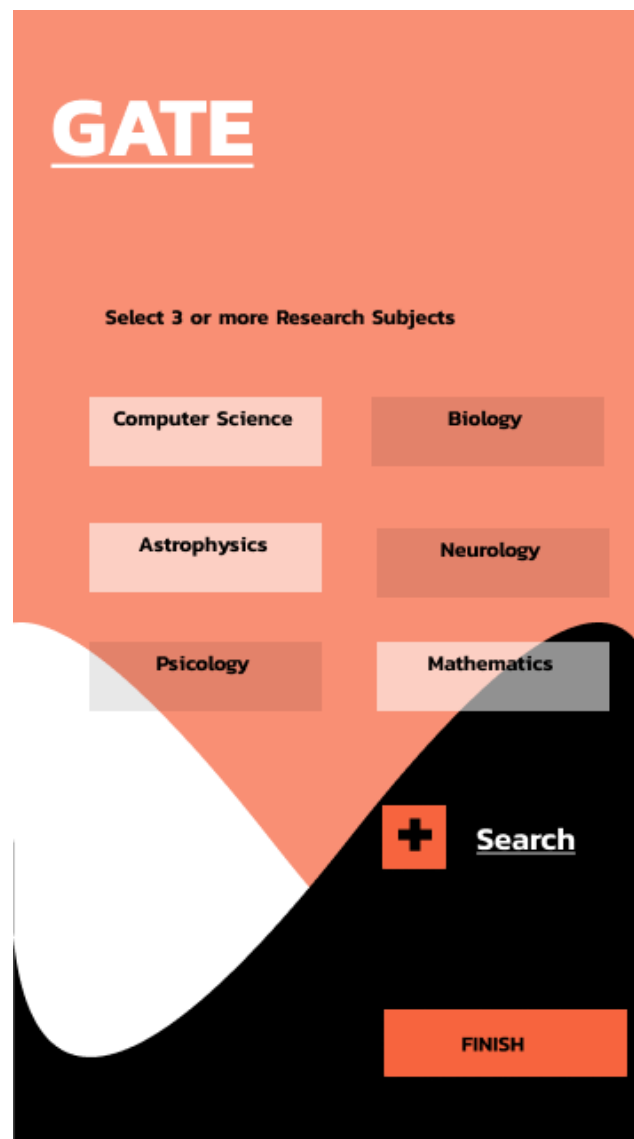 GATE
Select 3 or more Research Subjects
Computer Science
Biology
Astrophysics
Neurology
Psicology
Mathematics
Search
FINISH